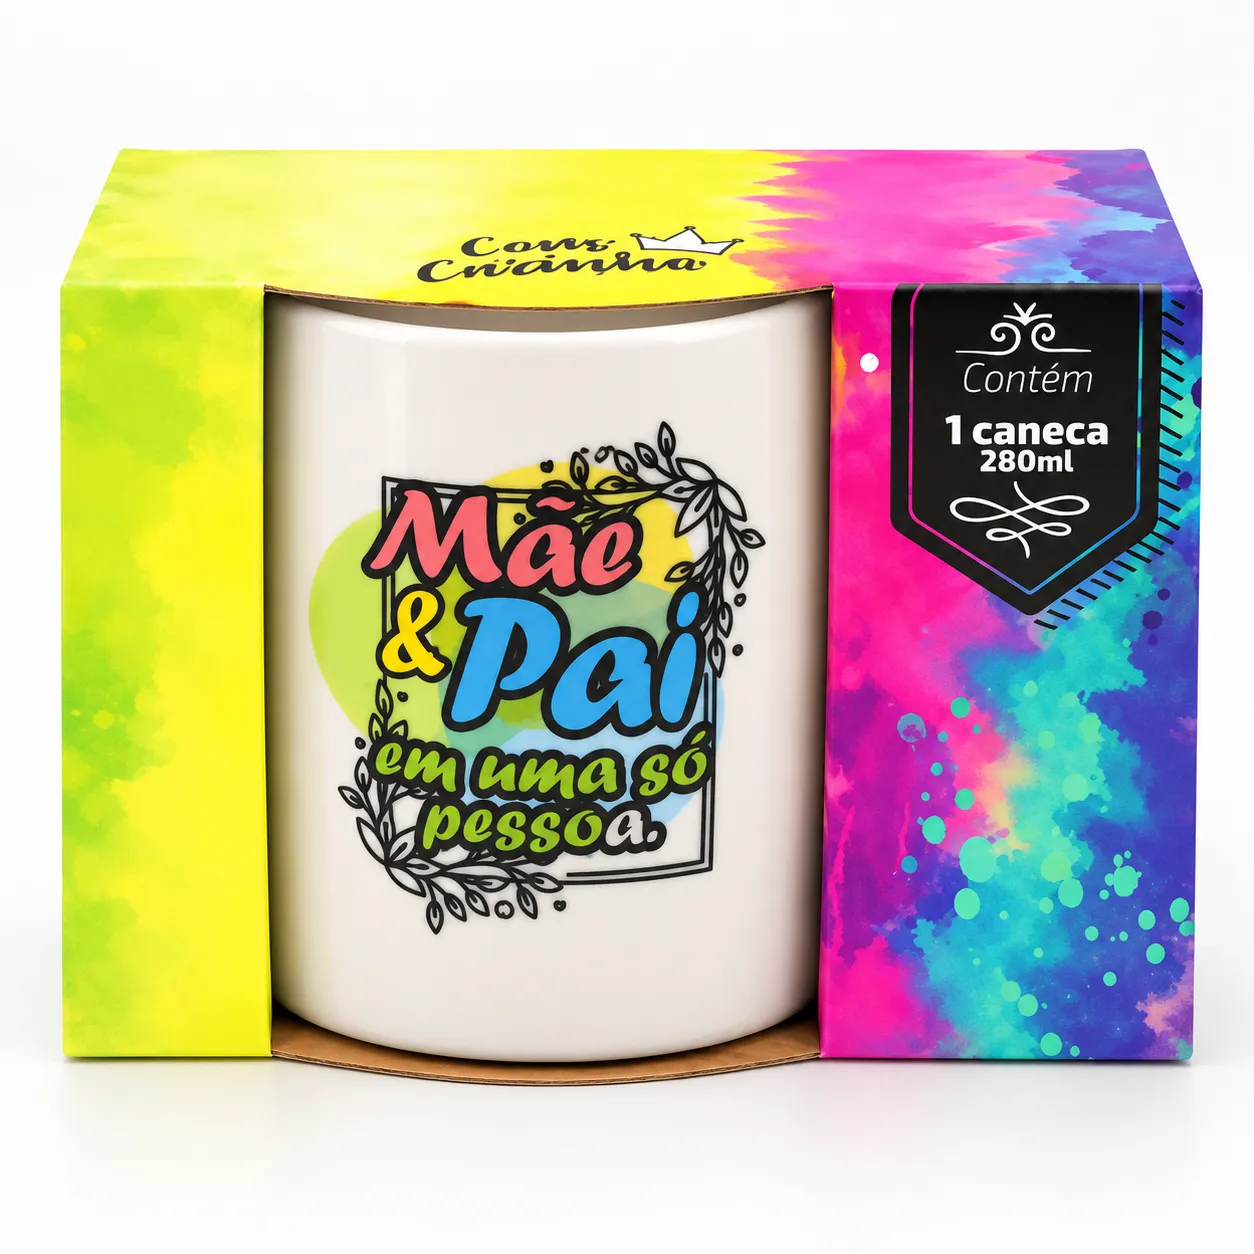 Contém
1 caneca
280ml
Mãe
& Pai
em uma só
pessoa.